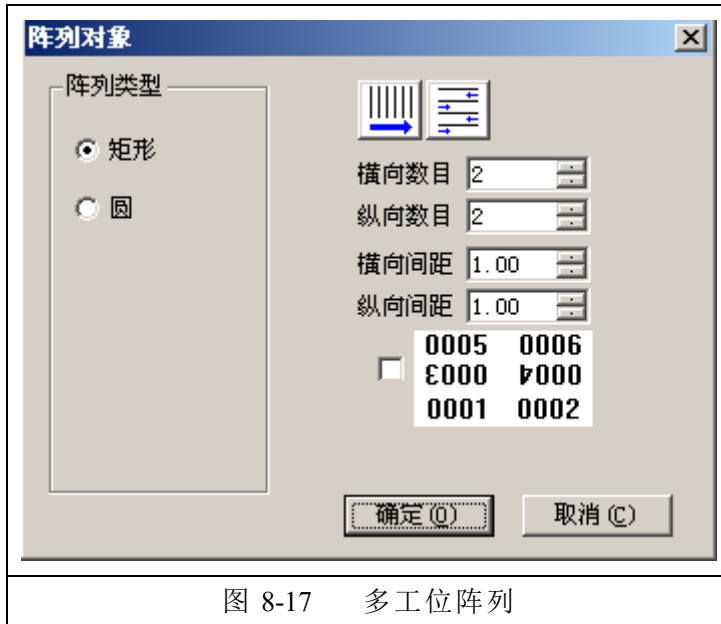 阵列对象
阵列类型
矩形
圆
横向数目 2
纵向数目 2
横向间距 1.00
纵向间距 1.00
0005 0006
0003 0004
0001 0002
确定(O) 取消(C)
图 8-17 多工位阵列